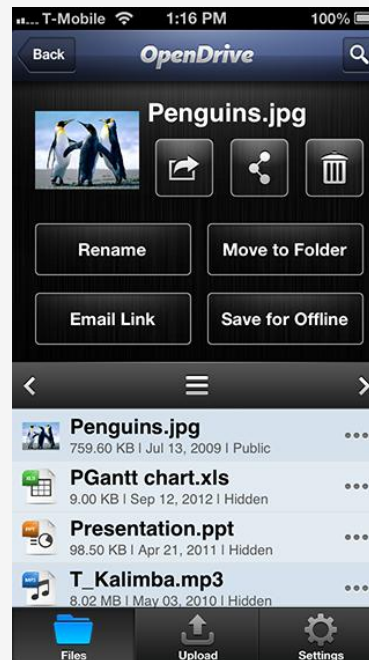 T-Mobile 1:16 PM 100%
Back OpenDrive
Penguins.jpg
Rename Move to Folder
Email Link Save for Offline
Penguins.jpg
759.60 KB | Jul 13, 2009 | Public
XLS
PGantt chart.xls
9.00 KB | Sep 12, 2012 | Hidden
PPT
Presentation.ppt
98.50 KB | Apr 21, 2011 | Hidden
MP3
T_Kalimba.mp3
8.02 MB | May 03, 2010 | Hidden
Files Upload Settings